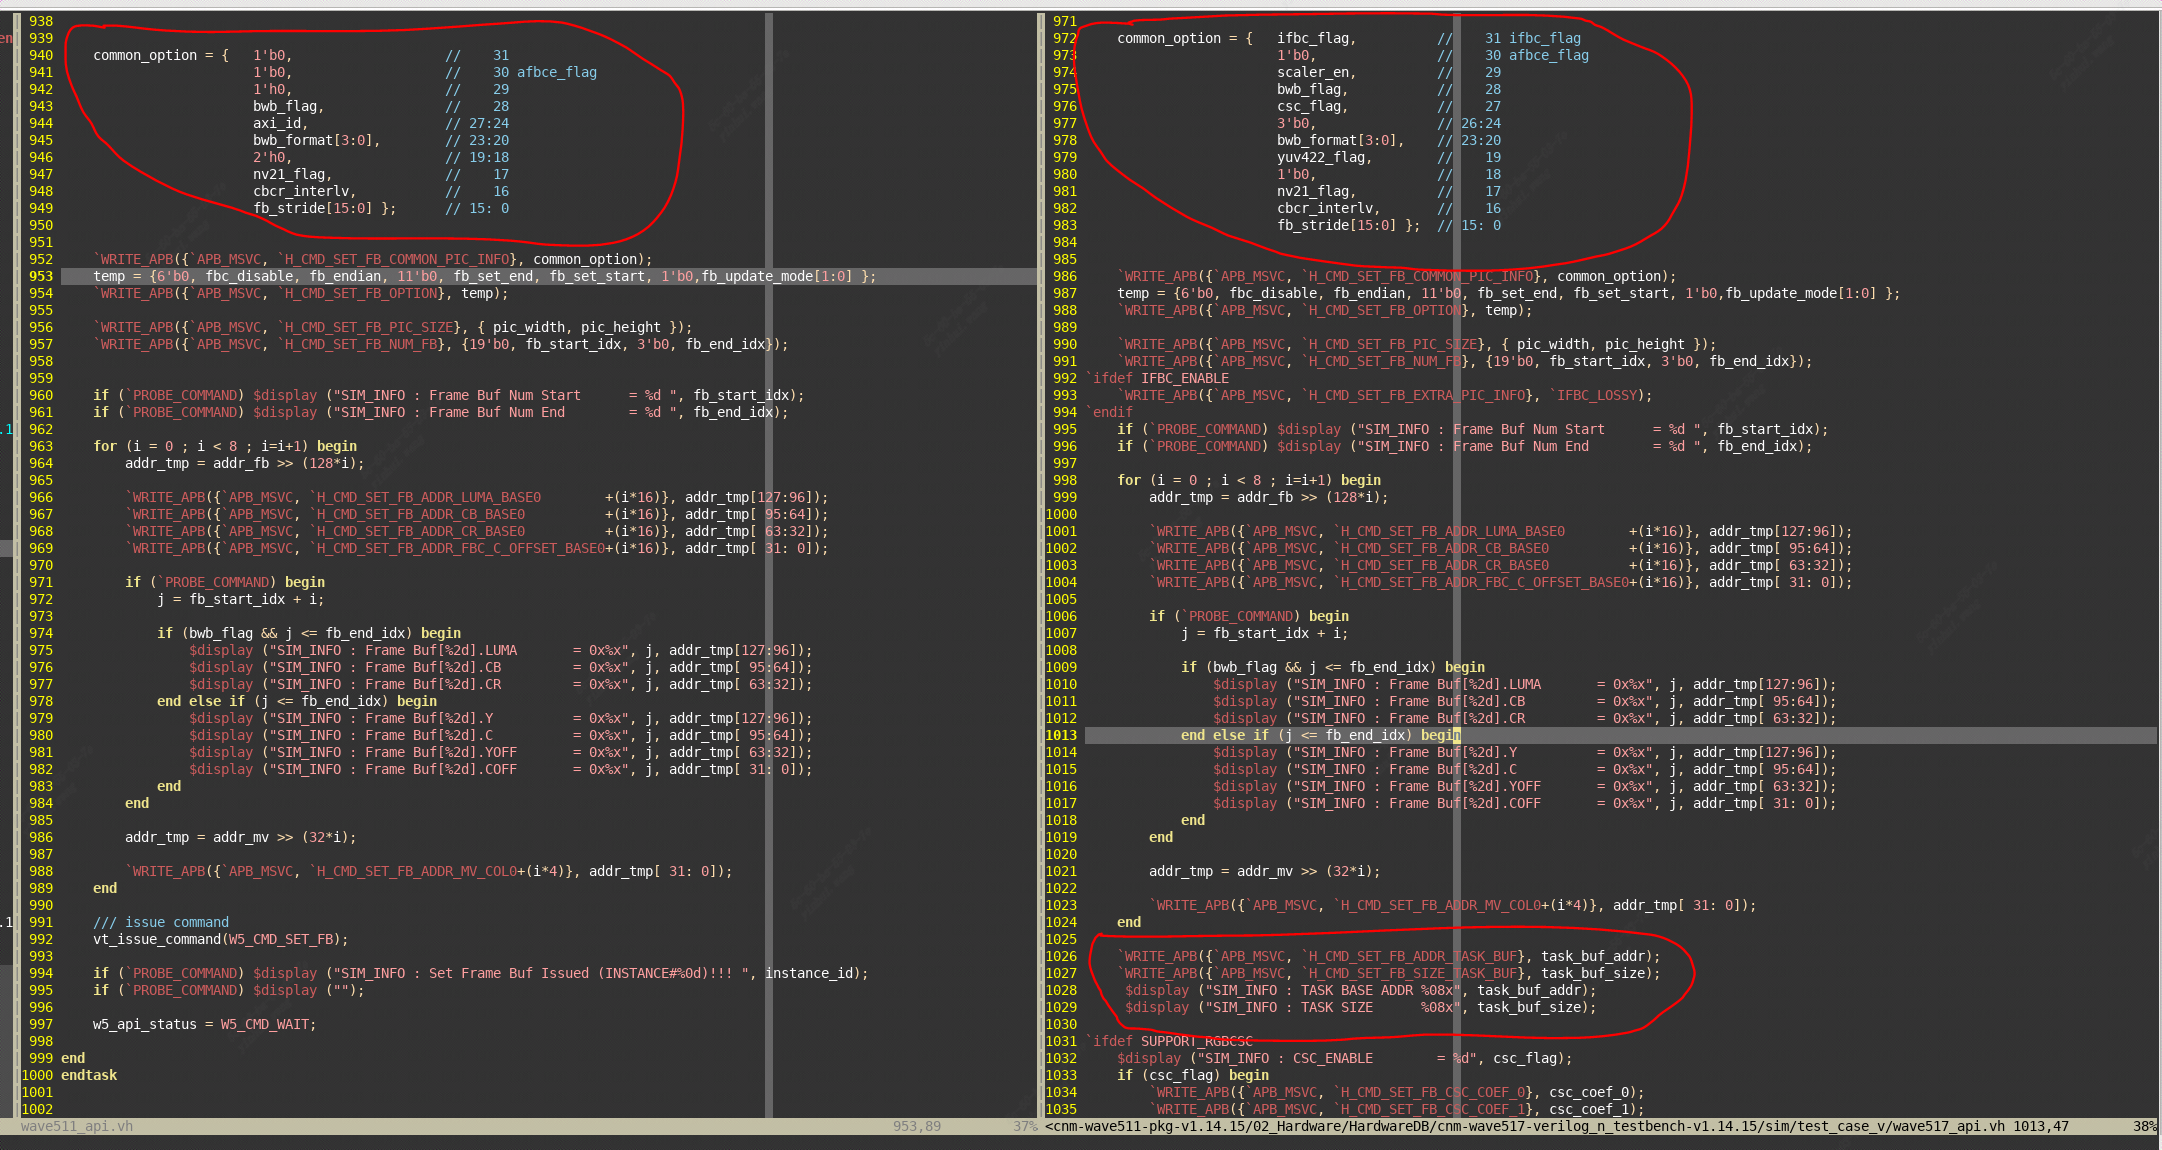 938
en 939
940 common_option = { 1'b0, // 31
941 1'b0, // 30 afbce_flag
942 1'h0, // 29
943 bwb_flag, // 28
944 axi_id, // 27:24
945 bwb_format[3:0], // 23:20
946 2'h0, // 19:18
947 nv21_flag, // 17
948 cbcr_interlv, // 16
949 fb_stride[15:0] }; // 15: 0
950
951
952 `WRITE_APB({`APB_MSVC, `H_CMD_SET_FB_COMMON_PIC_INFO}, common_option);
953 temp = {6'b0, fbc_disable, fb_endian, 11'b0, fb_set_end, fb_set_start, 1'b0,fb_update_mode[1:0] };
954 `WRITE_APB({`APB_MSVC, `H_CMD_SET_FB_OPTION}, temp);
955
956 `WRITE_APB({`APB_MSVC, `H_CMD_SET_FB_PIC_SIZE}, { pic_width, pic_height });
957 `WRITE_APB({`APB_MSVC, `H_CMD_SET_FB_NUM_FB}, {19'b0, fb_start_idx, 3'b0, fb_end_idx});
958
959
960 if (`PROBE_COMMAND) $display ("SIM_INFO : Frame Buf Num Start = %d ", fb_start_idx);
961 if (`PROBE_COMMAND) $display ("SIM_INFO : Frame Buf Num End = %d ", fb_end_idx);
.1 962
963 for (i = 0 ; i < 8 ; i=i+1) begin
964 addr_tmp = addr_fb >> (128*i);
965
966 `WRITE_APB({`APB_MSVC, `H_CMD_SET_FB_ADDR_LUMA_BASE0 +(i*16)}, addr_tmp[127:96]);
967 `WRITE_APB({`APB_MSVC, `H_CMD_SET_FB_ADDR_CB_BASE0 +(i*16)}, addr_tmp[ 95:64]);
968 `WRITE_APB({`APB_MSVC, `H_CMD_SET_FB_ADDR_CR_BASE0 +(i*16)}, addr_tmp[ 63:32]);
969 `WRITE_APB({`APB_MSVC, `H_CMD_SET_FB_ADDR_FBC_C_OFFSET_BASE0+(i*16)}, addr_tmp[ 31: 0]);
970
971 if (`PROBE_COMMAND) begin
972 j = fb_start_idx + i;
973
974 if (bwb_flag && j <= fb_end_idx) begin
975 $display ("SIM_INFO : Frame Buf[%2d].LUMA = 0x%x", j, addr_tmp[127:96]);
976 $display ("SIM_INFO : Frame Buf[%2d].CB = 0x%x", j, addr_tmp[ 95:64]);
977 $display ("SIM_INFO : Frame Buf[%2d].CR = 0x%x", j, addr_tmp[ 63:32]);
978 end else if (j <= fb_end_idx) begin
979 $display ("SIM_INFO : Frame Buf[%2d].Y = 0x%x", j, addr_tmp[127:96]);
980 $display ("SIM_INFO : Frame Buf[%2d].C = 0x%x", j, addr_tmp[ 95:64]);
981 $display ("SIM_INFO : Frame Buf[%2d].YOFF = 0x%x", j, addr_tmp[ 63:32]);
982 $display ("SIM_INFO : Frame Buf[%2d].COFF = 0x%x", j, addr_tmp[ 31: 0]);
983 end
984 end
985
986 addr_tmp = addr_mv >> (32*i);
987
988 `WRITE_APB({`APB_MSVC, `H_CMD_SET_FB_ADDR_MV_COL0+(i*4)}, addr_tmp[ 31: 0]);
989 end
990
.1 991 /// issue command
992 vt_issue_command(W5_CMD_SET_FB);
993
994 if (`PROBE_COMMAND) $display ("SIM_INFO : Set Frame Buf Issued (INSTANCE#%0d)!!! ", instance_id);
995 if (`PROBE_COMMAND) $display ("");
996
997 w5_api_status = W5_CMD_WAIT;
998
999 end
1000 endtask
1001
1002
wave511_api.vh 953,89 37%
971
972 common_option = { ifbc_flag, // 31 ifbc_flag
973 1'b0, // 30 afbce_flag
974 scaler_en, // 29
975 bwb_flag, // 28
976 csc_flag, // 27
977 3'b0, // 26:24
978 bwb_format[3:0], // 23:20
979 yuv422_flag, // 19
980 1'b0, // 18
981 nv21_flag, // 17
982 cbcr_interlv, // 16
983 fb_stride[15:0] }; // 15: 0
984
985
986 `WRITE_APB({`APB_MSVC, `H_CMD_SET_FB_COMMON_PIC_INFO}, common_option);
987 temp = {6'b0, fbc_disable, fb_endian, 11'b0, fb_set_end, fb_set_start, 1'b0,fb_update_mode[1:0] };
988 `WRITE_APB({`APB_MSVC, `H_CMD_SET_FB_OPTION}, temp);
989
990 `WRITE_APB({`APB_MSVC, `H_CMD_SET_FB_PIC_SIZE}, { pic_width, pic_height });
991 `WRITE_APB({`APB_MSVC, `H_CMD_SET_FB_NUM_FB}, {19'b0, fb_start_idx, 3'b0, fb_end_idx});
992 `ifdef IFBC_ENABLE
993 `WRITE_APB({`APB_MSVC, `H_CMD_SET_FB_EXTRA_PIC_INFO}, `IFBC_LOSSY);
994 `endif
995 if (`PROBE_COMMAND) $display ("SIM_INFO : Frame Buf Num Start = %d ", fb_start_idx);
996 if (`PROBE_COMMAND) $display ("SIM_INFO : Frame Buf Num End = %d ", fb_end_idx);
997
998 for (i = 0 ; i < 8 ; i=i+1) begin
999 addr_tmp = addr_fb >> (128*i);
1000
1001 `WRITE_APB({`APB_MSVC, `H_CMD_SET_FB_ADDR_LUMA_BASE0 +(i*16)}, addr_tmp[127:96]);
1002 `WRITE_APB({`APB_MSVC, `H_CMD_SET_FB_ADDR_CB_BASE0 +(i*16)}, addr_tmp[ 95:64]);
1003 `WRITE_APB({`APB_MSVC, `H_CMD_SET_FB_ADDR_CR_BASE0 +(i*16)}, addr_tmp[ 63:32]);
1004 `WRITE_APB({`APB_MSVC, `H_CMD_SET_FB_ADDR_FBC_C_OFFSET_BASE0+(i*16)}, addr_tmp[ 31: 0]);
1005
1006 if (`PROBE_COMMAND) begin
1007 j = fb_start_idx + i;
1008
1009 if (bwb_flag && j <= fb_end_idx) begin
1010 $display ("SIM_INFO : Frame Buf[%2d].LUMA = 0x%x", j, addr_tmp[127:96]);
1011 $display ("SIM_INFO : Frame Buf[%2d].CB = 0x%x", j, addr_tmp[ 95:64]);
1012 $display ("SIM_INFO : Frame Buf[%2d].CR = 0x%x", j, addr_tmp[ 63:32]);
1013 end else if (j <= fb_end_idx) begin
1014 $display ("SIM_INFO : Frame Buf[%2d].Y = 0x%x", j, addr_tmp[127:96]);
1015 $display ("SIM_INFO : Frame Buf[%2d].C = 0x%x", j, addr_tmp[ 95:64]);
1016 $display ("SIM_INFO : Frame Buf[%2d].YOFF = 0x%x", j, addr_tmp[ 63:32]);
1017 $display ("SIM_INFO : Frame Buf[%2d].COFF = 0x%x", j, addr_tmp[ 31: 0]);
1018 end
1019 end
1020
1021 addr_tmp = addr_mv >> (32*i);
1022
1023 `WRITE_APB({`APB_MSVC, `H_CMD_SET_FB_ADDR_MV_COL0+(i*4)}, addr_tmp[ 31: 0]);
1024 end
1025
1026 `WRITE_APB({`APB_MSVC, `H_CMD_SET_FB_ADDR_TASK_BUF}, task_buf_addr);
1027 `WRITE_APB({`APB_MSVC, `H_CMD_SET_FB_SIZE_TASK_BUF}, task_buf_size);
1028 $display ("SIM_INFO : TASK BASE ADDR %08x", task_buf_addr);
1029 $display ("SIM_INFO : TASK SIZE %08x", task_buf_size);
1030
1031 `ifdef SUPPORT_RGBCSC
1032 $display ("SIM_INFO : CSC_ENABLE = %d", csc_flag);
1033 if (csc_flag) begin
1034 `WRITE_APB({`APB_MSVC, `H_CMD_SET_FB_CSC_COEF_0}, csc_coef_0);
1035 `WRITE_APB({`APB_MSVC, `H_CMD_SET_FB_CSC_COEF_1}, csc_coef_1);
<cnm-wave511-pkg-v1.14.15/02_Hardware/HardwareDB/cnm-wave517-verilog_n_testbench-v1.14.15/sim/test_case_v/wave517_api.vh 1013,47 38%